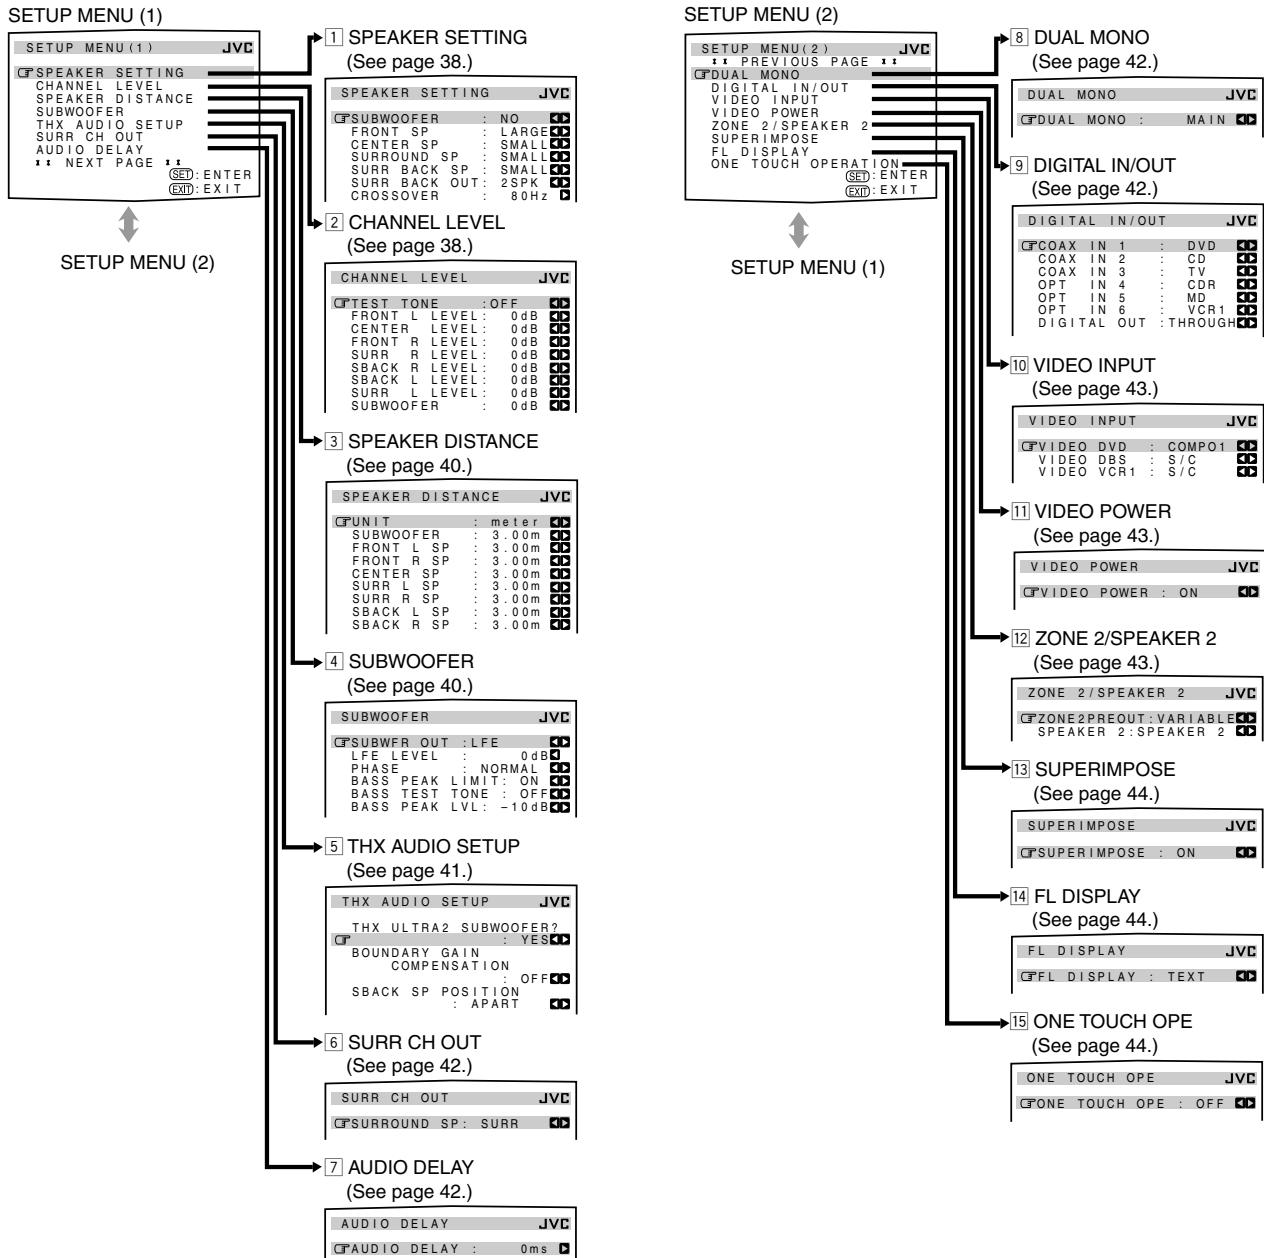 SETUP MENU (1)
SETUP MENU(1) JVC
SPEAKER SETTING
CHANNEL LEVEL
SPEAKER DISTANCE
SUBWOOFER
THX AUDIO SETUP
SURR CH OUT
AUDIO DELAY
NEXT PAGE
SET : ENTER
EXIT : EXIT
SETUP MENU (2)
1 SPEAKER SETTING
(See page 38.)
SPEAKER SETTING JVC
SUBWOOFER : NO
FRONT SP : LARGE
CENTER SP : SMALL
SURROUND SP : SMALL
SURR BACK SP : SMALL
SURR BACK OUT: 2SPK
CROSSOVER : 80Hz
2 CHANNEL LEVEL
(See page 38.)
CHANNEL LEVEL JVC
TEST TONE :OFF
FRONT L LEVEL: 0dB
CENTER LEVEL: 0dB
FRONT R LEVEL: 0dB
SURR R LEVEL: 0dB
SBACK R LEVEL: 0dB
SBACK L LEVEL: 0dB
SURR L LEVEL: 0dB
SUBWOOFER : 0dB
3 SPEAKER DISTANCE
(See page 40.)
SPEAKER DISTANCE JVC
UNIT : meter
SUBWOOFER : 3.00m
FRONT L SP : 3.00m
FRONT R SP : 3.00m
CENTER SP : 3.00m
SURR L SP : 3.00m
SURR R SP : 3.00m
SBACK L SP : 3.00m
SBACK R SP : 3.00m
4 SUBWOOFER
(See page 40.)
SUBWOOFER JVC
SUBWFR OUT :LFE
LFE LEVEL : 0dB
PHASE : NORMAL
BASS PEAK LIMIT: ON
BASS TEST TONE : OFF
BASS PEAK LVL: –10dB
5 THX AUDIO SETUP
(See page 41.)
THX AUDIO SETUP JVC
THX ULTRA2 SUBWOOFER?
: YES
BOUNDARY GAIN
COMPENSATION
: OFF
SBACK SP POSITION
: APART
6 SURR CH OUT
(See page 42.)
SURR CH OUT JVC
SURROUND SP: SURR
7 AUDIO DELAY
(See page 42.)
AUDIO DELAY JVC
AUDIO DELAY : 0ms
SETUP MENU (2)
SETUP MENU(2) JVC
PREVIOUS PAGE
DUAL MONO
DIGITAL IN/OUT
VIDEO INPUT
VIDEO POWER
ZONE 2/SPEAKER 2
SUPERIMPOSE
FL DISPLAY
ONE TOUCH OPERATION
SET : ENTER
EXIT : EXIT
SETUP MENU (1)
8 DUAL MONO
(See page 42.)
DUAL MONO JVC
DUAL MONO : MAIN
9 DIGITAL IN/OUT
(See page 42.)
DIGITAL IN/OUT JVC
COAX IN 1 : DVD
COAX IN 2 : CD
COAX IN 3 : TV
OPT IN 4 : CDR
OPT IN 5 : MD
OPT IN 6 : VCR1
DIGITAL OUT :THROUGH
10 VIDEO INPUT
(See page 43.)
VIDEO INPUT JVC
VIDEO DVD : COMPO1
VIDEO DBS : S/C
VIDEO VCR1 : S/C
11 VIDEO POWER
(See page 43.)
VIDEO POWER JVC
VIDEO POWER : ON
12 ZONE 2/SPEAKER 2
(See page 43.)
ZONE 2/SPEAKER 2 JVC
ZONE2PREOUT:VARIABLE
SPEAKER 2:SPEAKER 2
13 SUPERIMPOSE
(See page 44.)
SUPERIMPOSE JVC
SUPERIMPOSE : ON
14 FL DISPLAY
(See page 44.)
FL DISPLAY JVC
FL DISPLAY : TEXT
15 ONE TOUCH OPE
(See page 44.)
ONE TOUCH OPE JVC
ONE TOUCH OPE : OFF